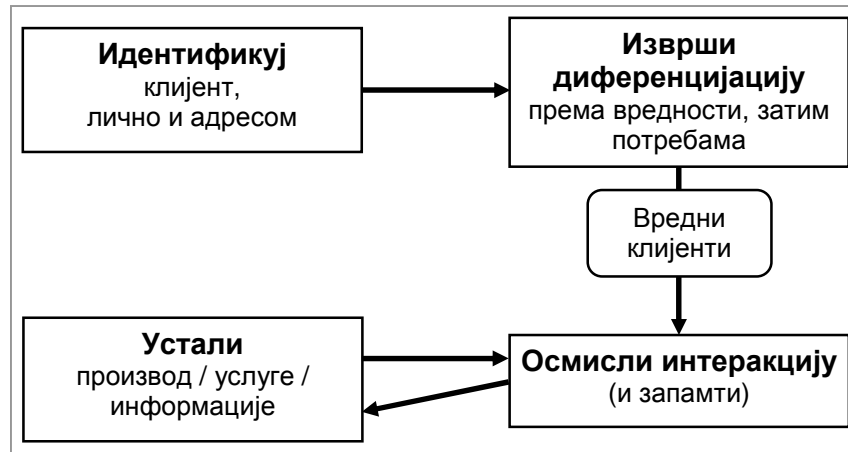 Идентификуј
клијент,
лично и адресом
Изврши
диференцијацију
према вредности, затим
потребама
Вредни
клијенти
Устали
производ / услуге /
информације
Осмисли интеракцију
(и запамти)